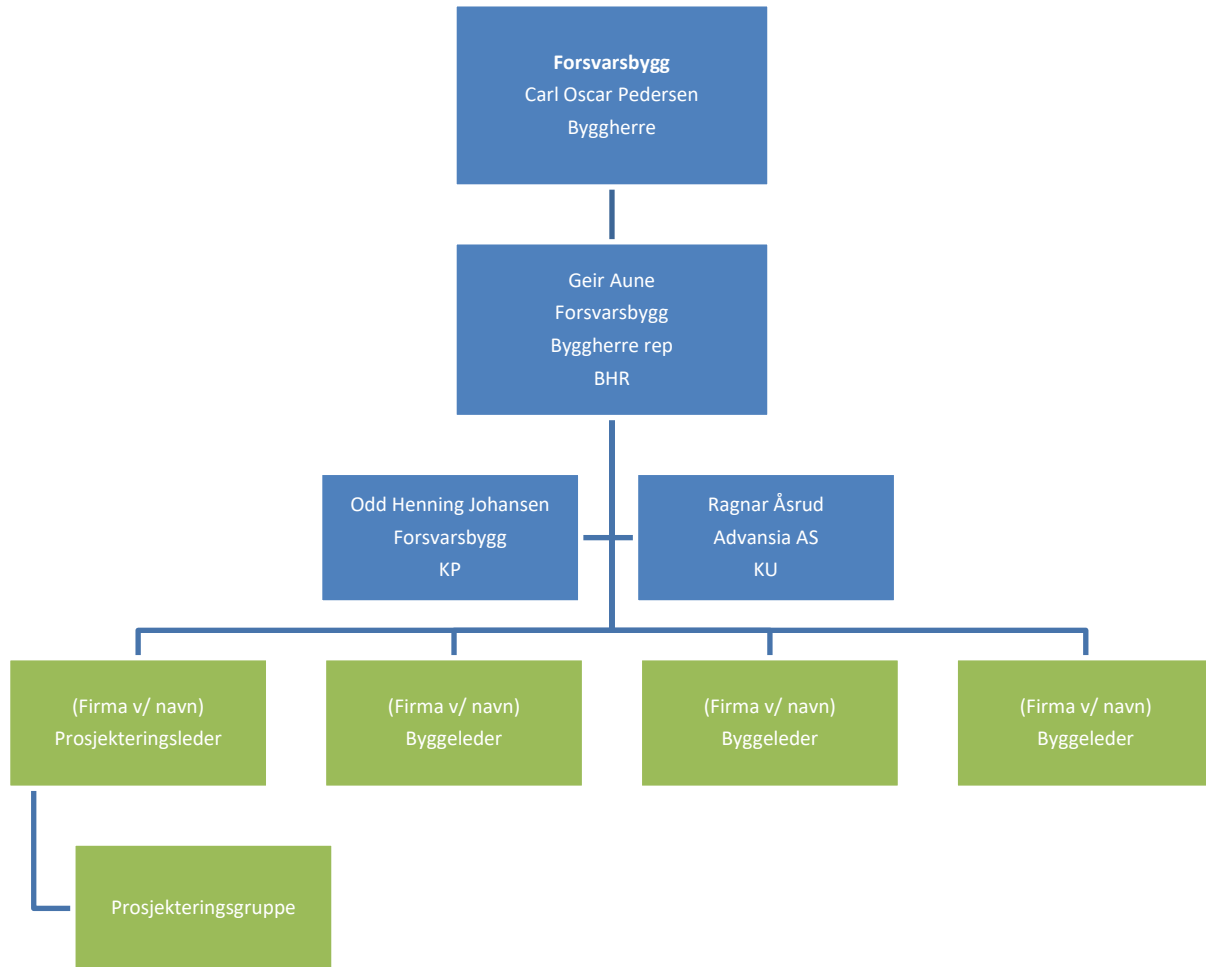 Forsvarsbygg
Carl Oscar Pedersen
Byggherre
Geir Aune
Forsvarsbygg
Byggherre rep
BHR
Odd Henning Johansen
Forsvarsbygg
KP
Ragnar Åsrud
Advansia AS
KU
(Firma v/ navn)
Prosjekteringsleder
(Firma v/ navn)
Byggeleder
(Firma v/ navn)
Byggeleder
(Firma v/ navn)
Byggeleder
Prosjekteringsgruppe